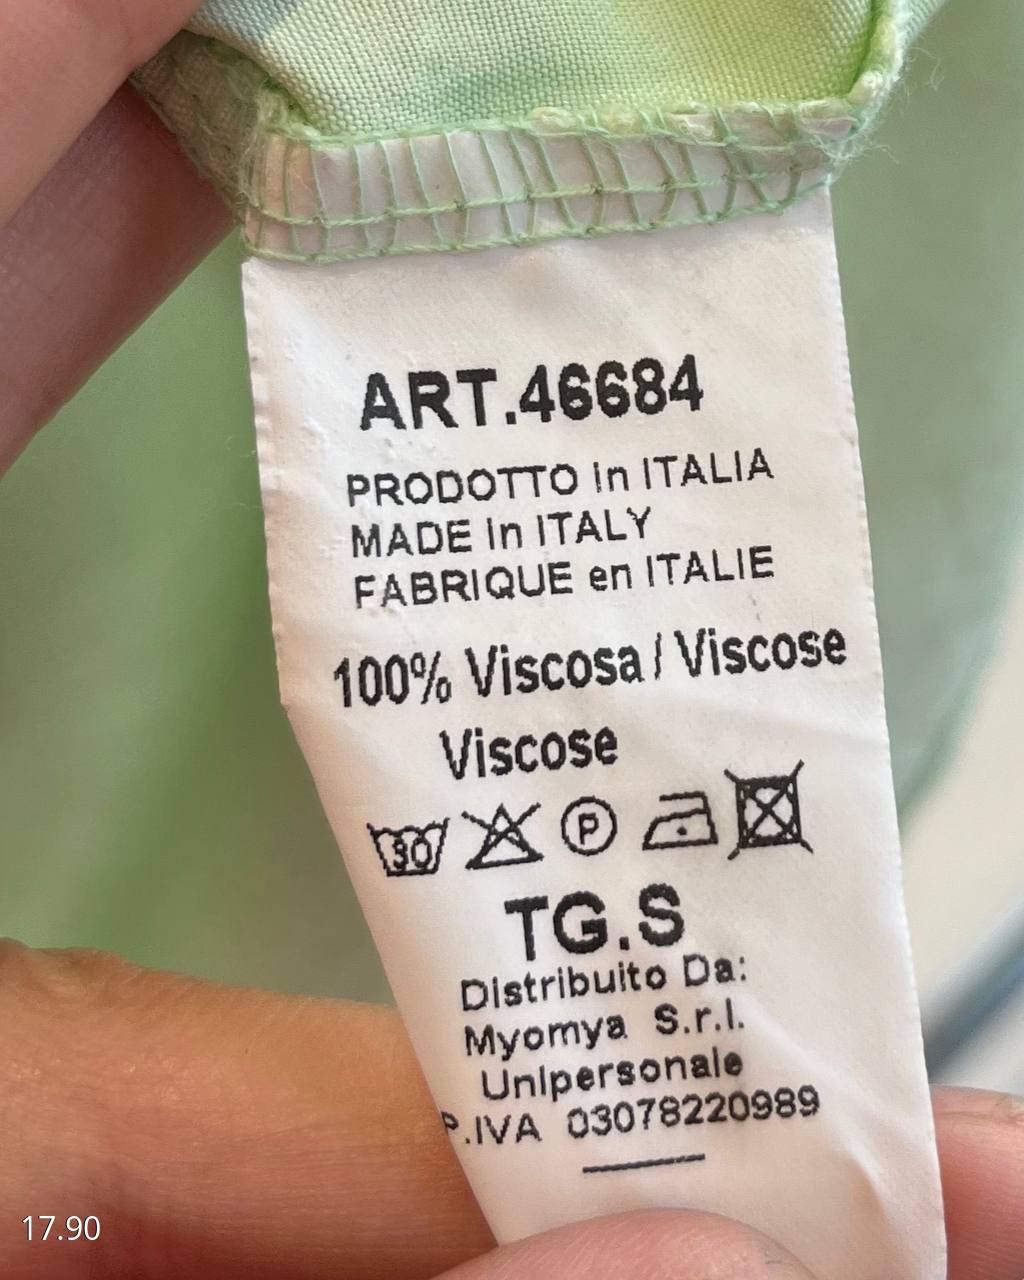 ART.46684
PRODOTTO in ITALIA
MADE in ITALY
FABRIQUE en ITALIE
100% Viscosa / Viscose
Viscose
30 P
TG.S
Distribuito Da:
Myomya S.r.l.
Unipersonale
P.IVA 03078220989
17.90